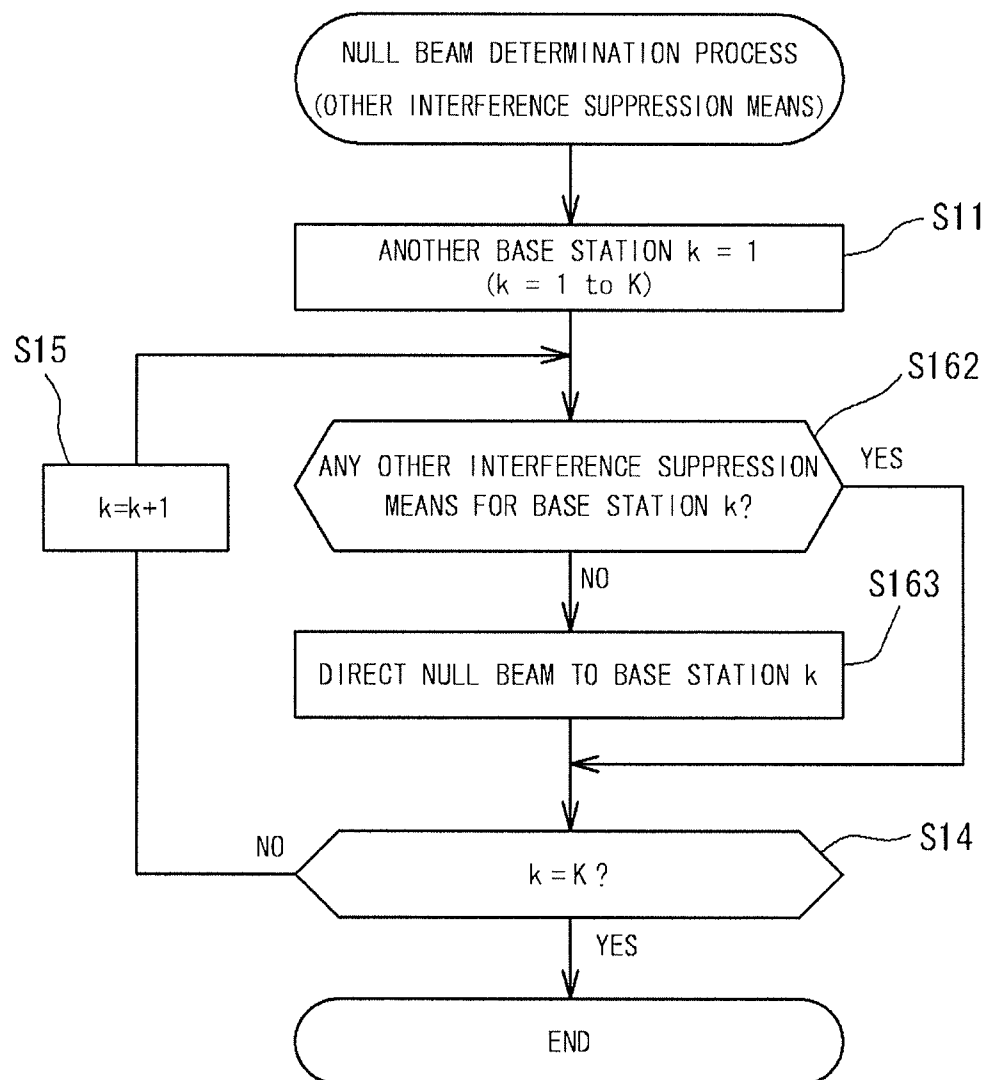 NULL BEAM DETERMINATION PROCESS
(OTHER INTERFERENCE SUPPRESSION MEANS)
S11
ANOTHER BASE STATION k = 1
(k = 1 to K)
S15
S162
ANY OTHER INTERFERENCE SUPPRESSION
MEANS FOR BASE STATION k?
YES
k=k+1
NO
S163
DIRECT NULL BEAM TO BASE STATION k
S14
NO
k = K ?
YES
END